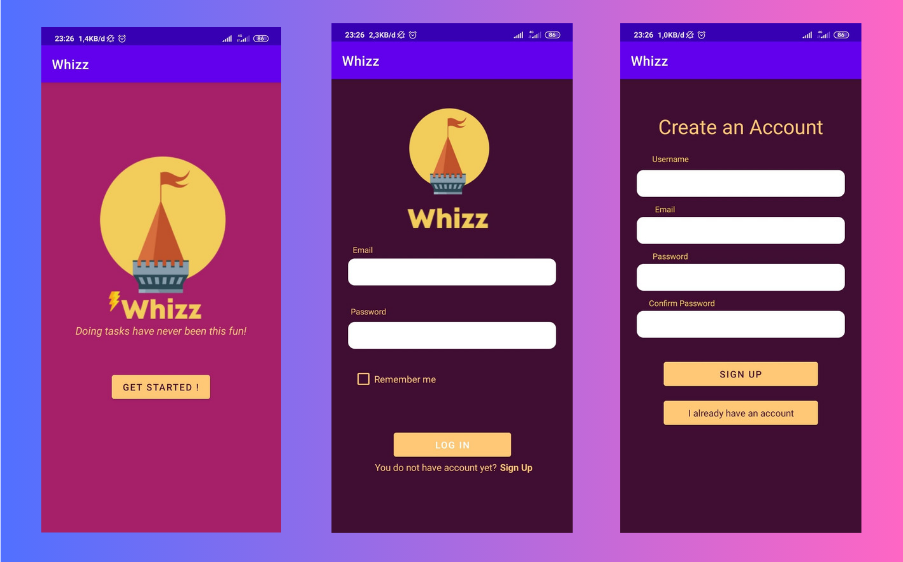 23:26 1,4KB/d 86
Whizz
Whizz
Doing tasks have never been this fun!
GET STARTED !
23:26 2,3KB/d 86
Whizz
Whizz
Email
Password
Remember me
LOG IN
You do not have account yet? Sign Up
23:26 1,0KB/d 86
Whizz
Create an Account
Username
Email
Password
Confirm Password
SIGN UP
I already have an account